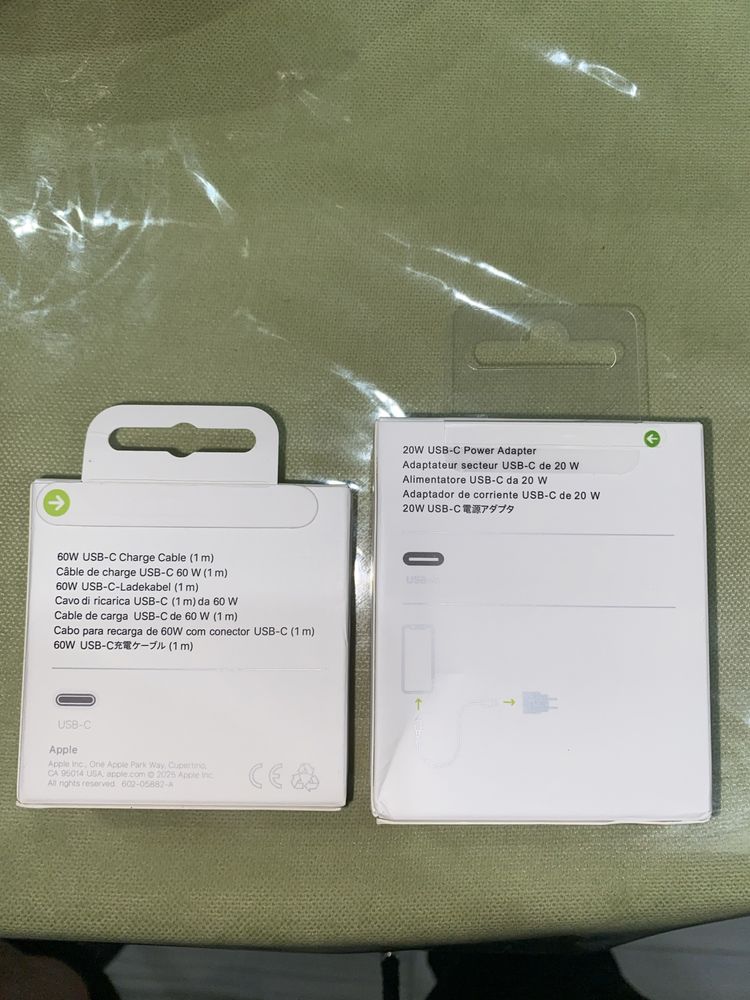 60W USB-C Charge Cable (1 m)
Câble de charge USB-C 60 W (1 m)
60W USB-C-Ladekabel (1 m)
Cavo di ricarica USB-C (1 m) da 60 W
Cable de carga USB-C de 60 W (1 m)
Cabo para recarga de 60W com conector USB-C (1 m)
60W USB-C充電ケーブル (1 m)
USB-C
Apple
Apple Inc., One Apple Park Way, Cupertino,
CA 95014 USA. apple.com © 2025 Apple Inc.
All rights reserved. 602-05882-A
CE
20W USB-C Power Adapter
Adaptateur secteur USB-C de 20 W
Alimentatore USB-C da 20 W
Adaptador de corriente USB-C de 20 W
20W USB-C電源アダプタ
USB-C